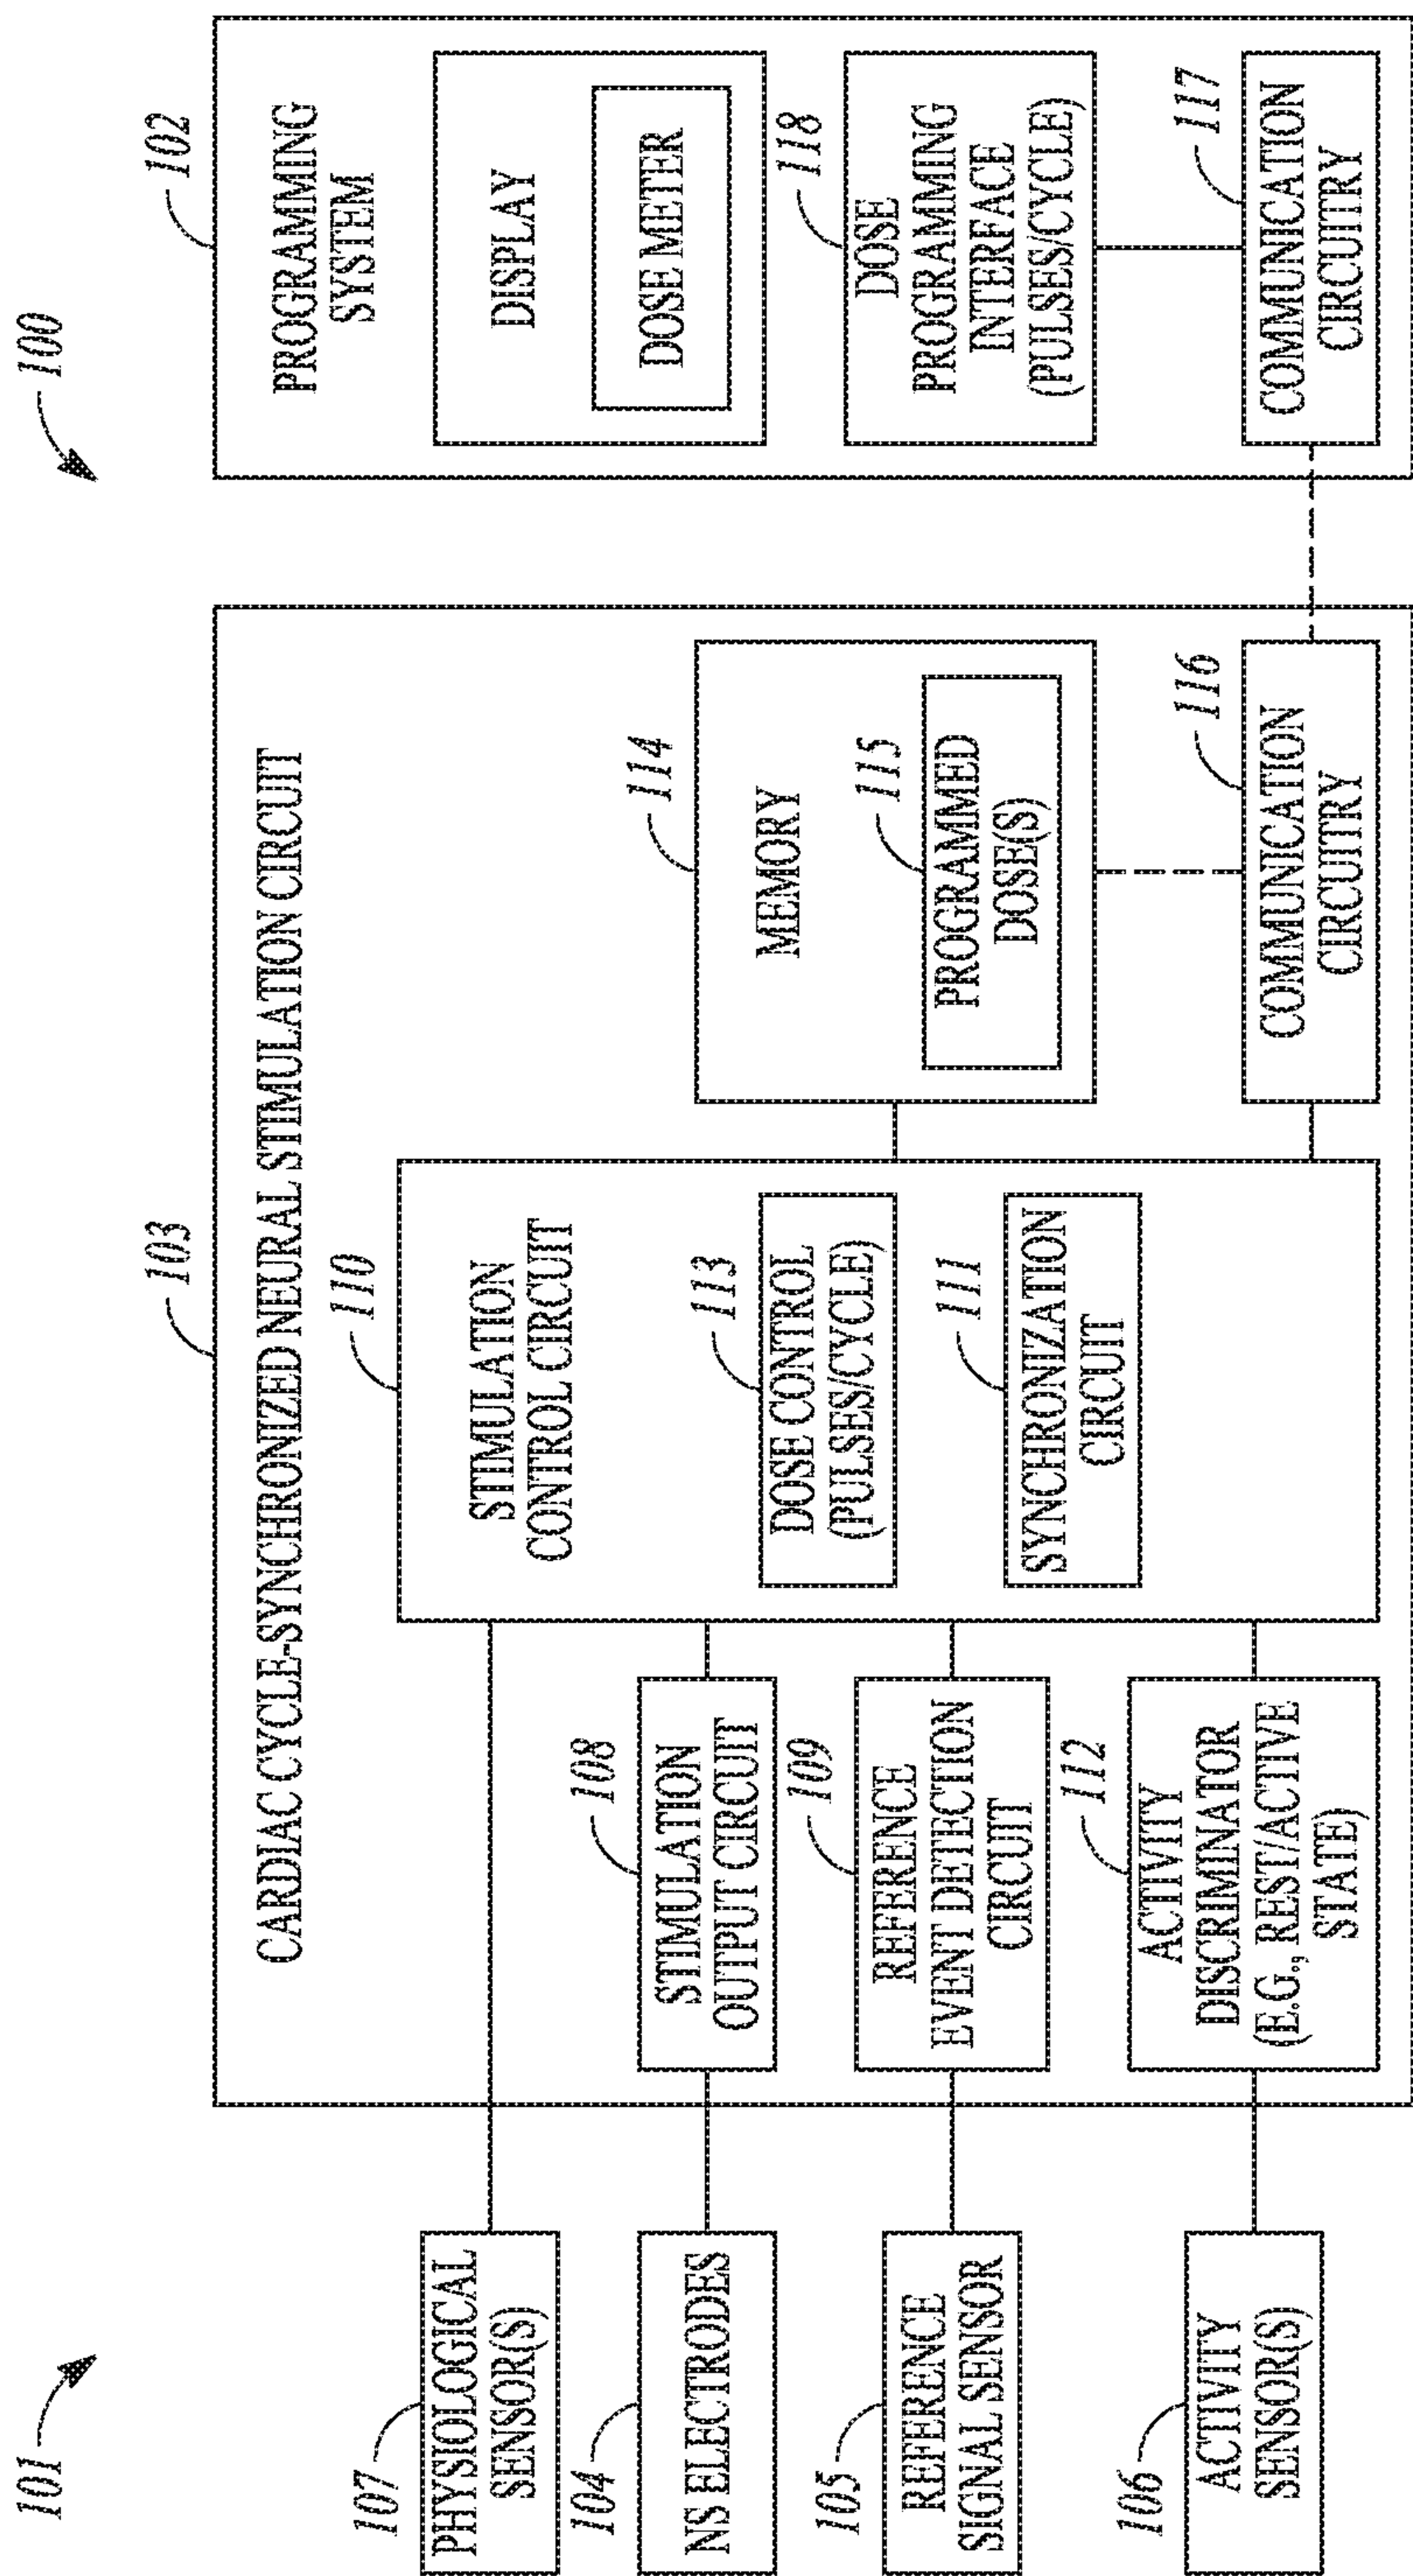 101
100
103
CARDIAC CYCLE-SYNCHRONIZED NEURAL STIMULATION CIRCUIT
102
PROGRAMMING
SYSTEM
107
PHYSIOLOGICAL
SENSOR(S)
110
STIMULATION
CONTROL CIRCUIT
DISPLAY
DOSE METER
104
NS ELECTRODES
108
STIMULATION
OUTPUT CIRCUIT
113
DOSE CONTROL
(PULSES/CYCLE)
114
MEMORY
115
PROGRAMMED
DOSE(S)
118
DOSE
PROGRAMMING
INTERFACE
(PULSES/CYCLE)
105
REFERENCE
SIGNAL SENSOR
109
REFERENCE
EVENT DETECTION
CIRCUIT
111
SYNCHRONIZATION
CIRCUIT
106
ACTIVITY
SENSOR(S)
112
ACTIVITY
DISCRIMINATOR
(E.G., REST/ACTIVE
STATE)
116
COMMUNICATION
CIRCUITRY
117
COMMUNICATION
CIRCUITRY